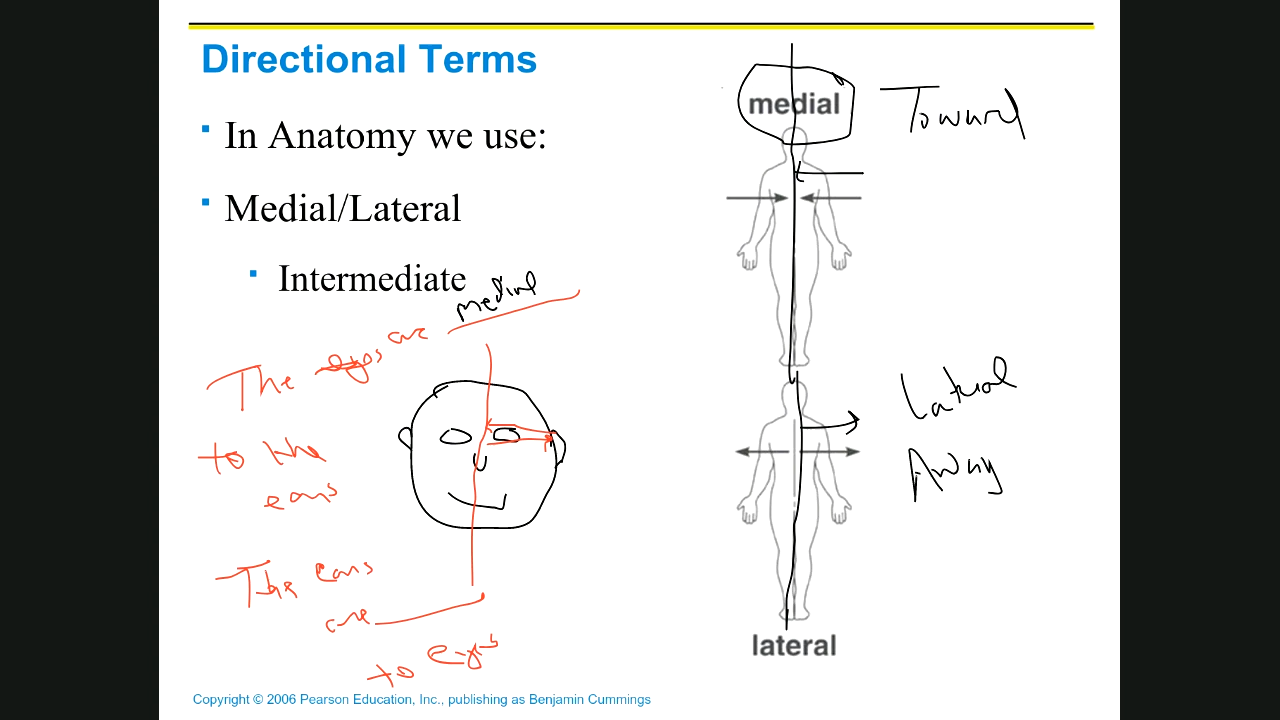 Directional Terms
In Anatomy we use:
Medial/Lateral
Intermediate
medial
The eyes are
to the
ears
The ears
are
to eyes
medial
Toward
Lateral
Away
lateral
Copyright © 2006 Pearson Education, Inc., publishing as Benjamin Cummings